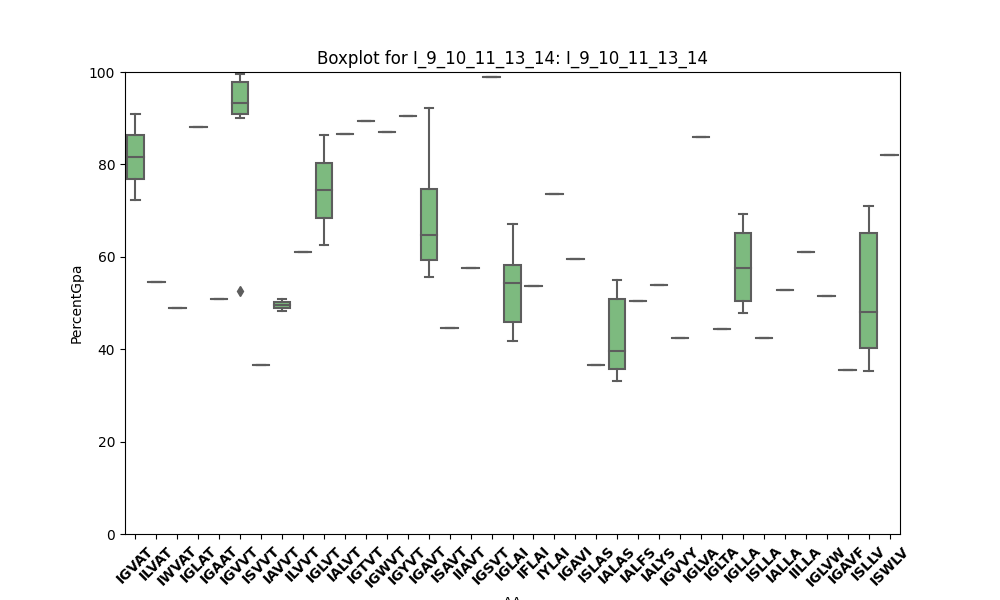 Boxplot for I_9_10_11_13_14: I_9_10_11_13_14
PercentGpa
100
80
60
40
20
0
IGVAT
ILVAT
IWVAT
IGLAT
IGAAT
IGVVT
ISVVT
IAVVT
ILVVT
IGLVT
IALVT
IGTVT
IGWVT
IGYVT
IGAVT
ISAVT
IIAVT
IGSVT
IGLAI
IFLAI
IYLAI
IGAVI
ISLAS
IALAS
IALFS
IALYS
IGVVY
IGLVA
IGLTA
IGLLA
ISLLA
IALLA
IILLA
IGLVW
IGAVF
ISLLV
ISWLV